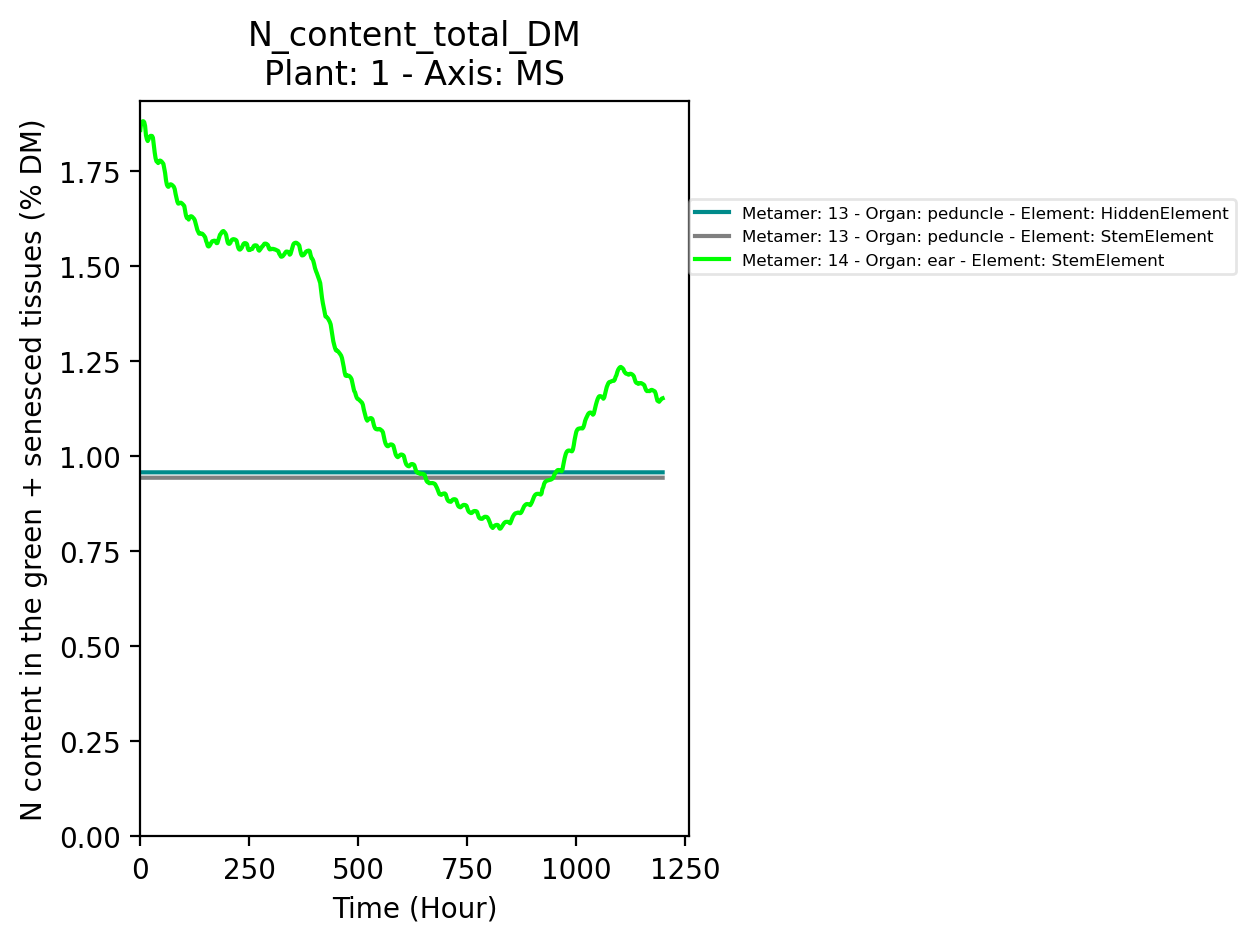 N_content_total_DM
Plant: 1 - Axis: MS
N content in the green + senesced tissues (% DM)
1.75
1.50
1.25
1.00
0.75
0.50
0.25
0.00
0 250 500 750 1000 1250
Time (Hour)
Metamer: 13 - Organ: peduncle - Element: HiddenElement
Metamer: 13 - Organ: peduncle - Element: StemElement
Metamer: 14 - Organ: ear - Element: StemElement